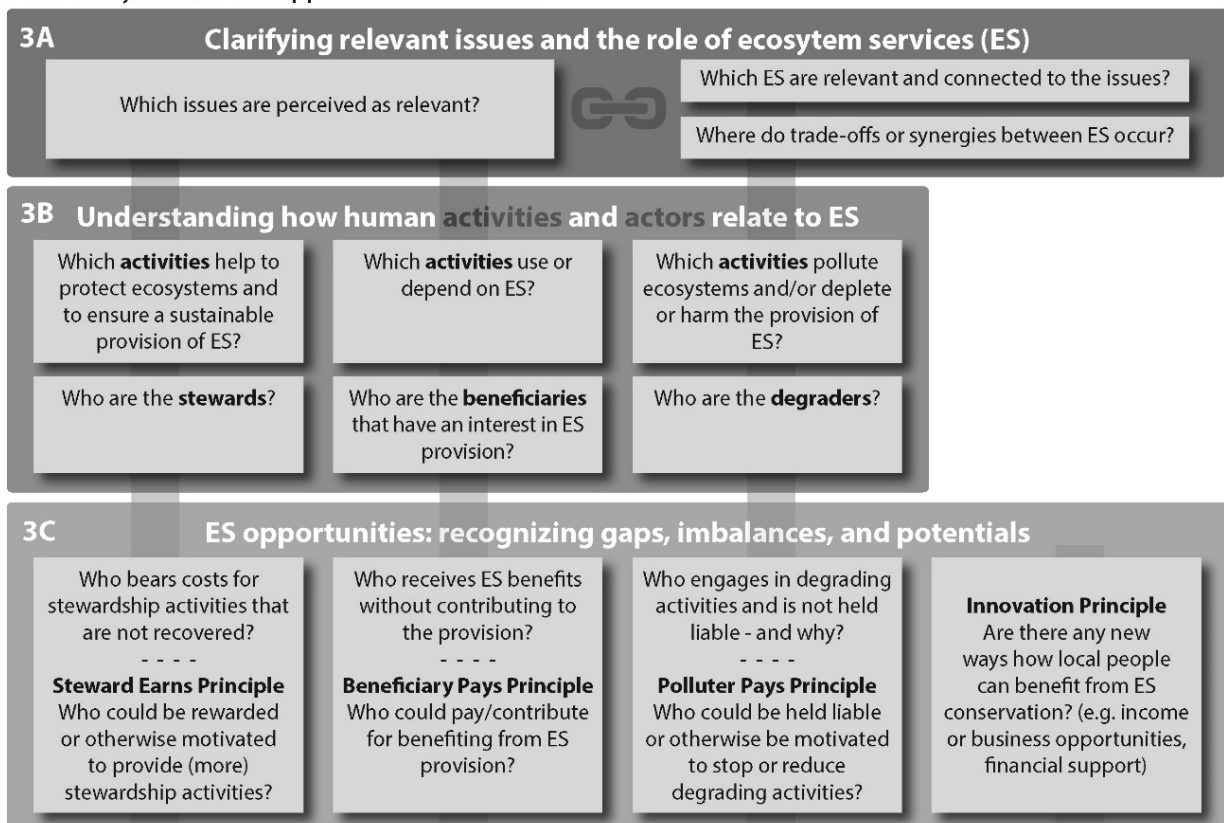 3A
Clarifying relevant issues and the role of ecosytem services (ES)
Which issues are perceived as relevant?
Which ES are relevant and connected to the issues?
Where do trade-offs or synergies between ES occur?
3B
Understanding how human activities and actors relate to ES
Which activities help to
protect ecosystems and
to ensure a sustainable
provision of ES?
Which activities use or
depend on ES?
Which activities pollute
ecosystems and/or deplete
or harm the provision of
ES?
Who are the stewards?
Who are the beneficiaries
that have an interest in ES
provision?
Who are the degraders?
3C
ES opportunities: recognizing gaps, imbalances, and potentials
Who bears costs for
stewardship activities that
are not recovered?
- - - -
Steward Earns Principle
Who could be rewarded
or otherwise motivated
to provide (more)
stewardship activities?
Who receives ES benefits
without contributing to
the provision?
- - - -
Beneficiary Pays Principle
Who could pay/contribute
for benefiting from ES
provision?
Who engages in degrading
activities and is not held
liable - and why?
- - - -
Polluter Pays Principle
Who could be held liable
or otherwise be motivated
to stop or reduce
degrading activities?
Innovation Principle
Are there any new
ways how local people
can benefit from ES
conservation? (e.g. income
or business opportunities,
financial support)